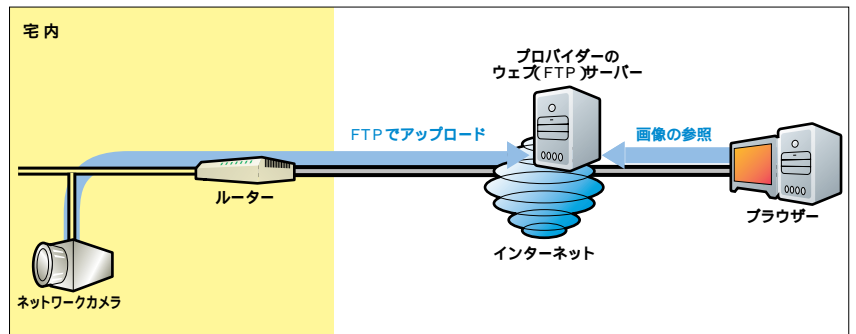 宅内
プロバイダーの
ウェブ(FTP)サーバー
FTPでアップロード
画像の参照
ルーター
ブラウザー
インターネット
ネットワークカメラ